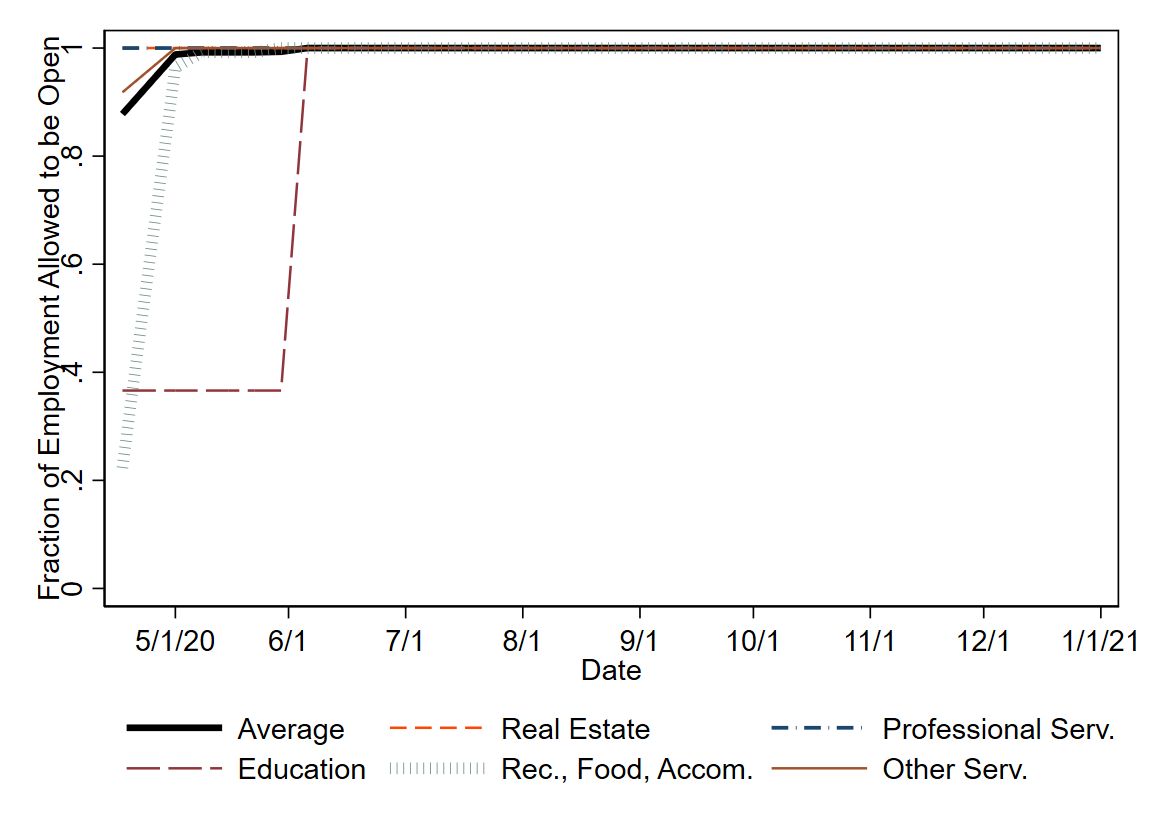 Fraction of Employment Allowed to be Open
1
.8
.6
.4
.2
0
5/1/20 6/1 7/1 8/1 9/1 10/1 11/1 12/1 1/1/21
Date
Average Real Estate Professional Serv.
Education Rec., Food, Accom. Other Serv.